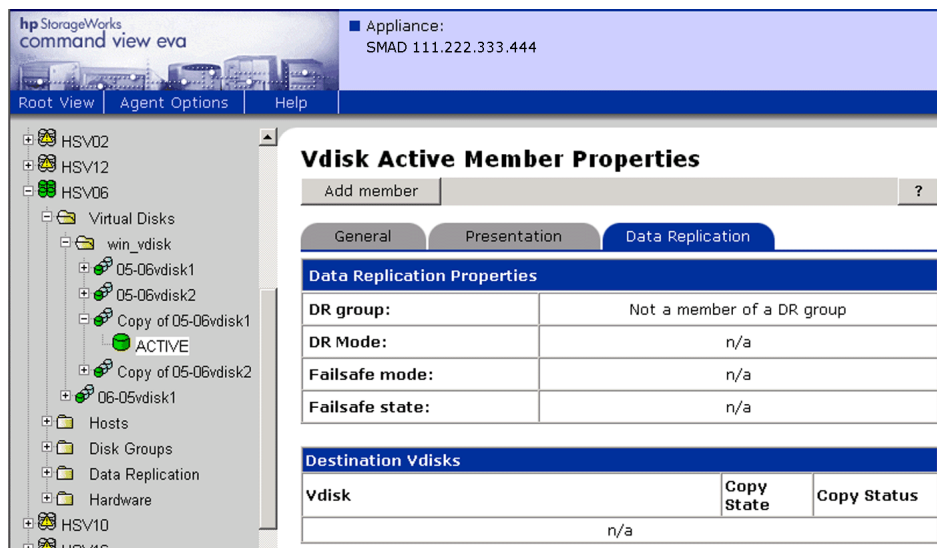 hp StorageWorks
command view eva
Appliance:
SMAD 111.222.333.444
Root View
Agent Options
Help
HSV02
HSV12
HSV06
Virtual Disks
win_vdisk
05-06vdisk1
05-06vdisk2
Copy of 05-06vdisk1
ACTIVE
Copy of 05-06vdisk2
06-05vdisk1
Hosts
Disk Groups
Data Replication
Hardware
HSV10
Vdisk Active Member Properties
Add member
?
General
Presentation
Data Replication
Data Replication Properties
DR group: Not a member of a DR group
DR Mode: n/a
Failsafe mode: n/a
Failsafe state: n/a
Destination Vdisks
Vdisk
Copy
State
Copy Status
n/a